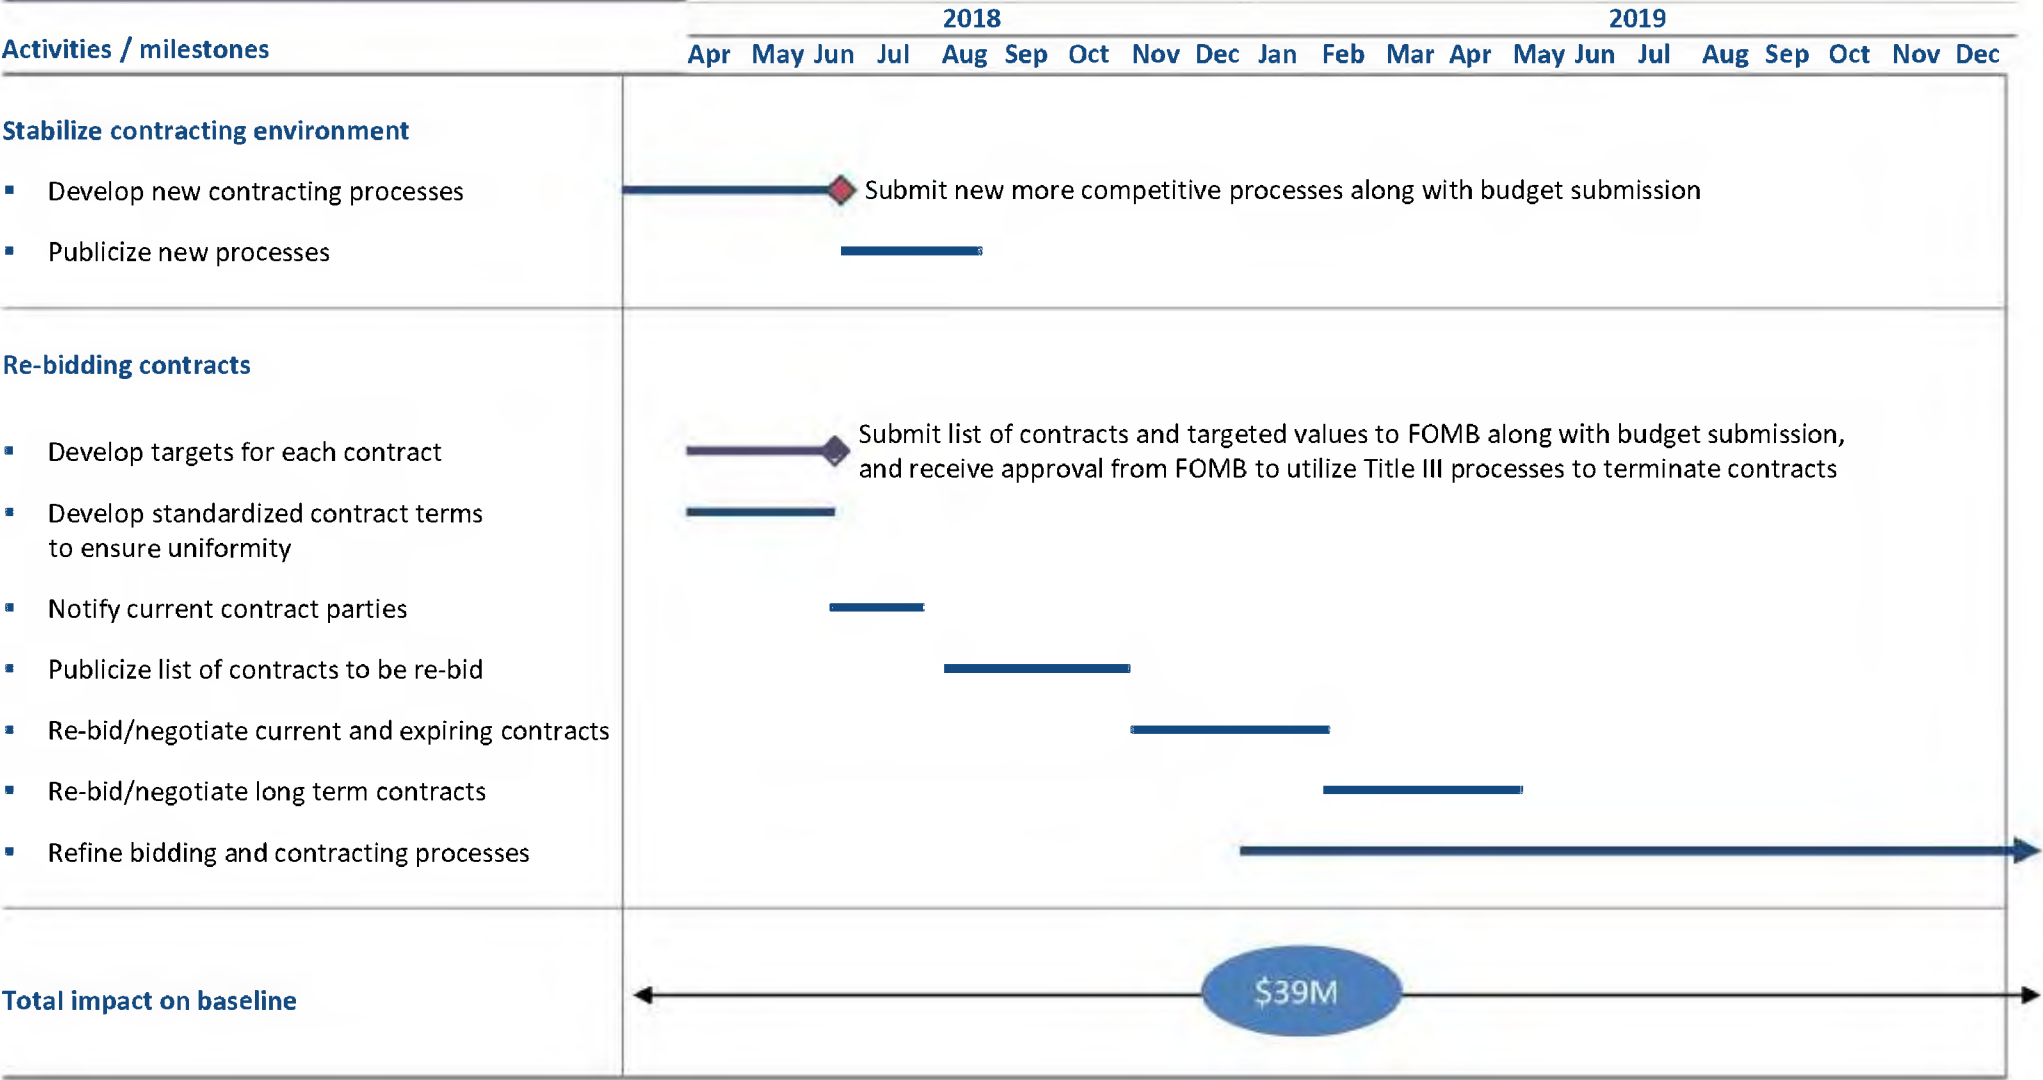 2018 2019
Activities / milestones Apr May Jun Jul Aug Sep Oct Nov Dec Jan Feb Mar Apr May Jun Jul Aug Sep Oct Nov Dec
Stabilize contracting environment
▪ Develop new contracting processes Submit new more competitive processes along with budget submission
▪ Publicize new processes
Re-bidding contracts
▪ Develop targets for each contract
Submit list of contracts and targeted values to FOMB along with budget submission,
and receive approval from FOMB to utilize Title III processes to terminate contracts
▪ Develop standardized contract terms
to ensure uniformity
▪ Notify current contract parties
▪ Publicize list of contracts to be re-bid
▪ Re-bid/negotiate current and expiring contracts
▪ Re-bid/negotiate long term contracts
▪ Refine bidding and contracting processes
Total impact on baseline $39M